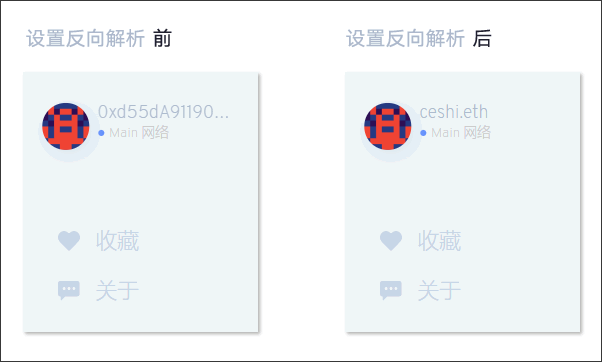 设置反向解析 前
0xd55dA91190...
Main 网络
收藏
关于
设置反向解析 后
ceshi.eth
Main 网络
收藏
关于